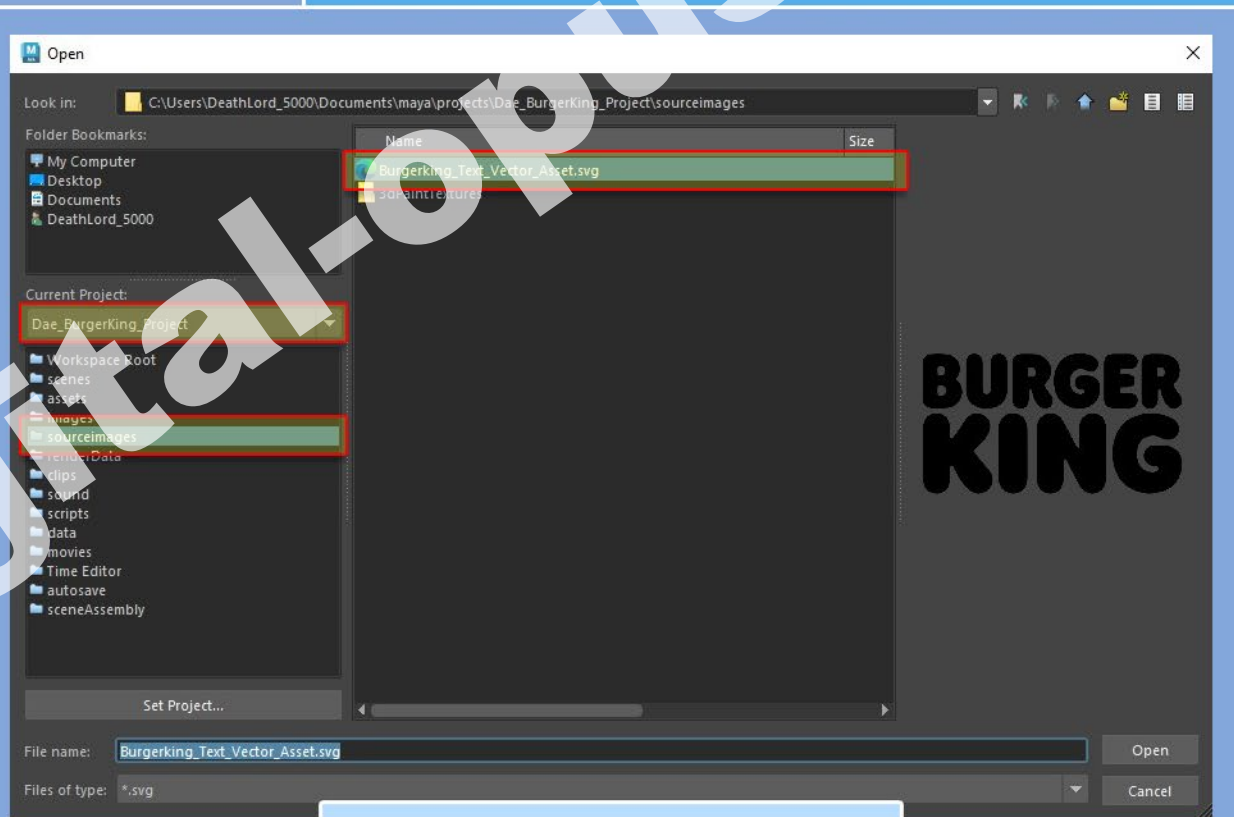 Open
Look in: C:\Users\DeathLord_5000\Documents\maya\projects\Dae_BurgerKing_Project\sourceimages
Folder Bookmarks:
My Computer
Desktop
Documents
DeathLord_5000
Current Project:
Dae_BurgerKing_Project
Workspace Root
scenes
assets
images
sourceimages
renderData
clips
sound
scripts
data
movies
Time Editor
autosave
sceneAssembly
Set Project...
Name Size
Burgerking_Text_Vector_Asset.svg
3dPaintTextures
BURGER
KING
File name: Burgerking_Text_Vector_Asset.svg
Open
Files of type: *.svg
Cancel